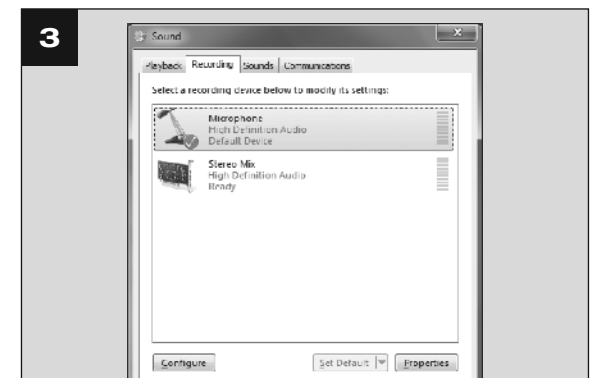 3
Sound
Playback Recording Sounds Communications
Select a recording device below to modify its settings:
Microphone
High Definition Audio
Default Device
Stereo Mix
High Definition Audio
Ready
Configure Set Default Properties